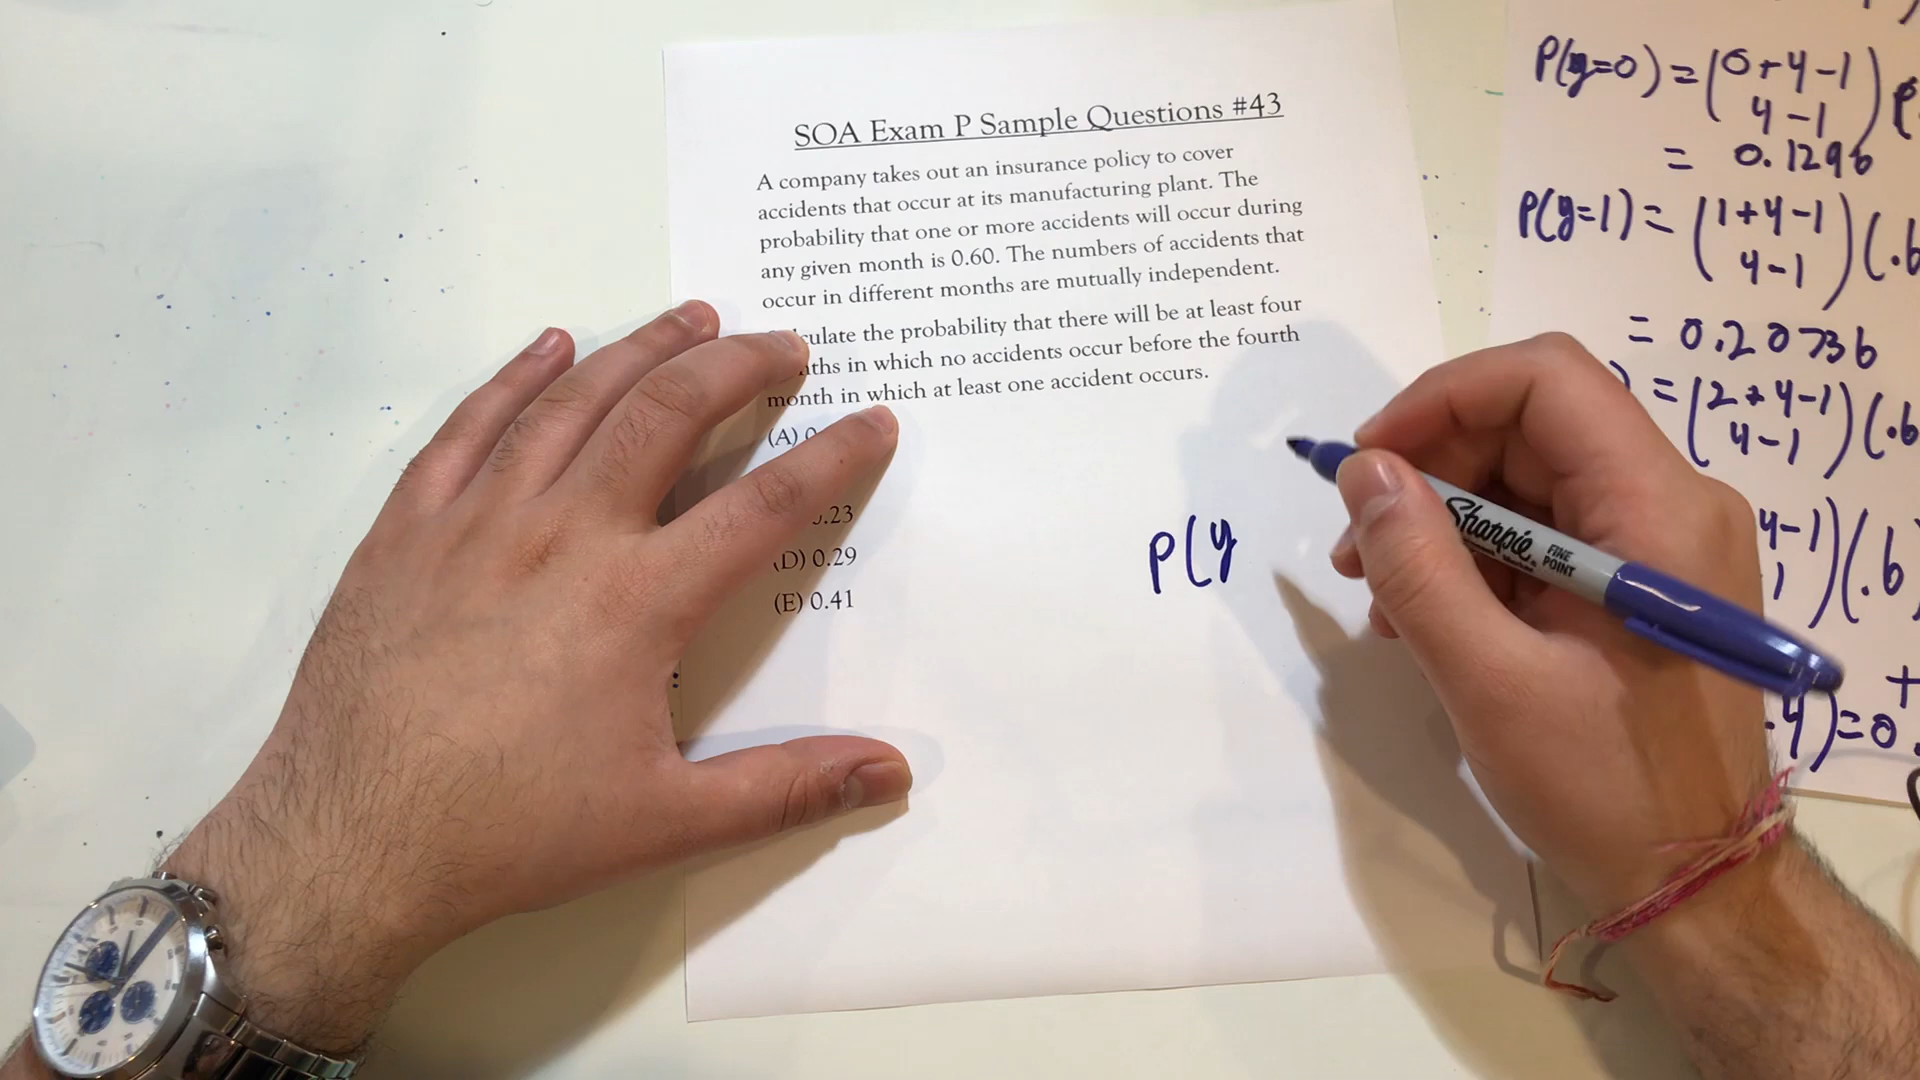 SOA Exam P Sample Questions #43
A company takes out an insurance policy to cover
accidents that occur at its manufacturing plant. The
probability that one or more accidents will occur during
any given month is 0.60. The numbers of accidents that
occur in different months are mutually independent.
culate the probability that there will be at least four
ths in which no accidents occur before the fourth
month in which at least one accident occurs.
(A) 0
.23
D) 0.29
(E) 0.41
P(y
Sharpie
FINE
POINT
P(y=0) = (0+4-1
4-1)
= 0.1296
P(y=1) = (1+4-1
4-1)(.6
= 0.20736
) = (2+4-1
4-1)(.6
4-1
1)(.6
+
.4)=0.